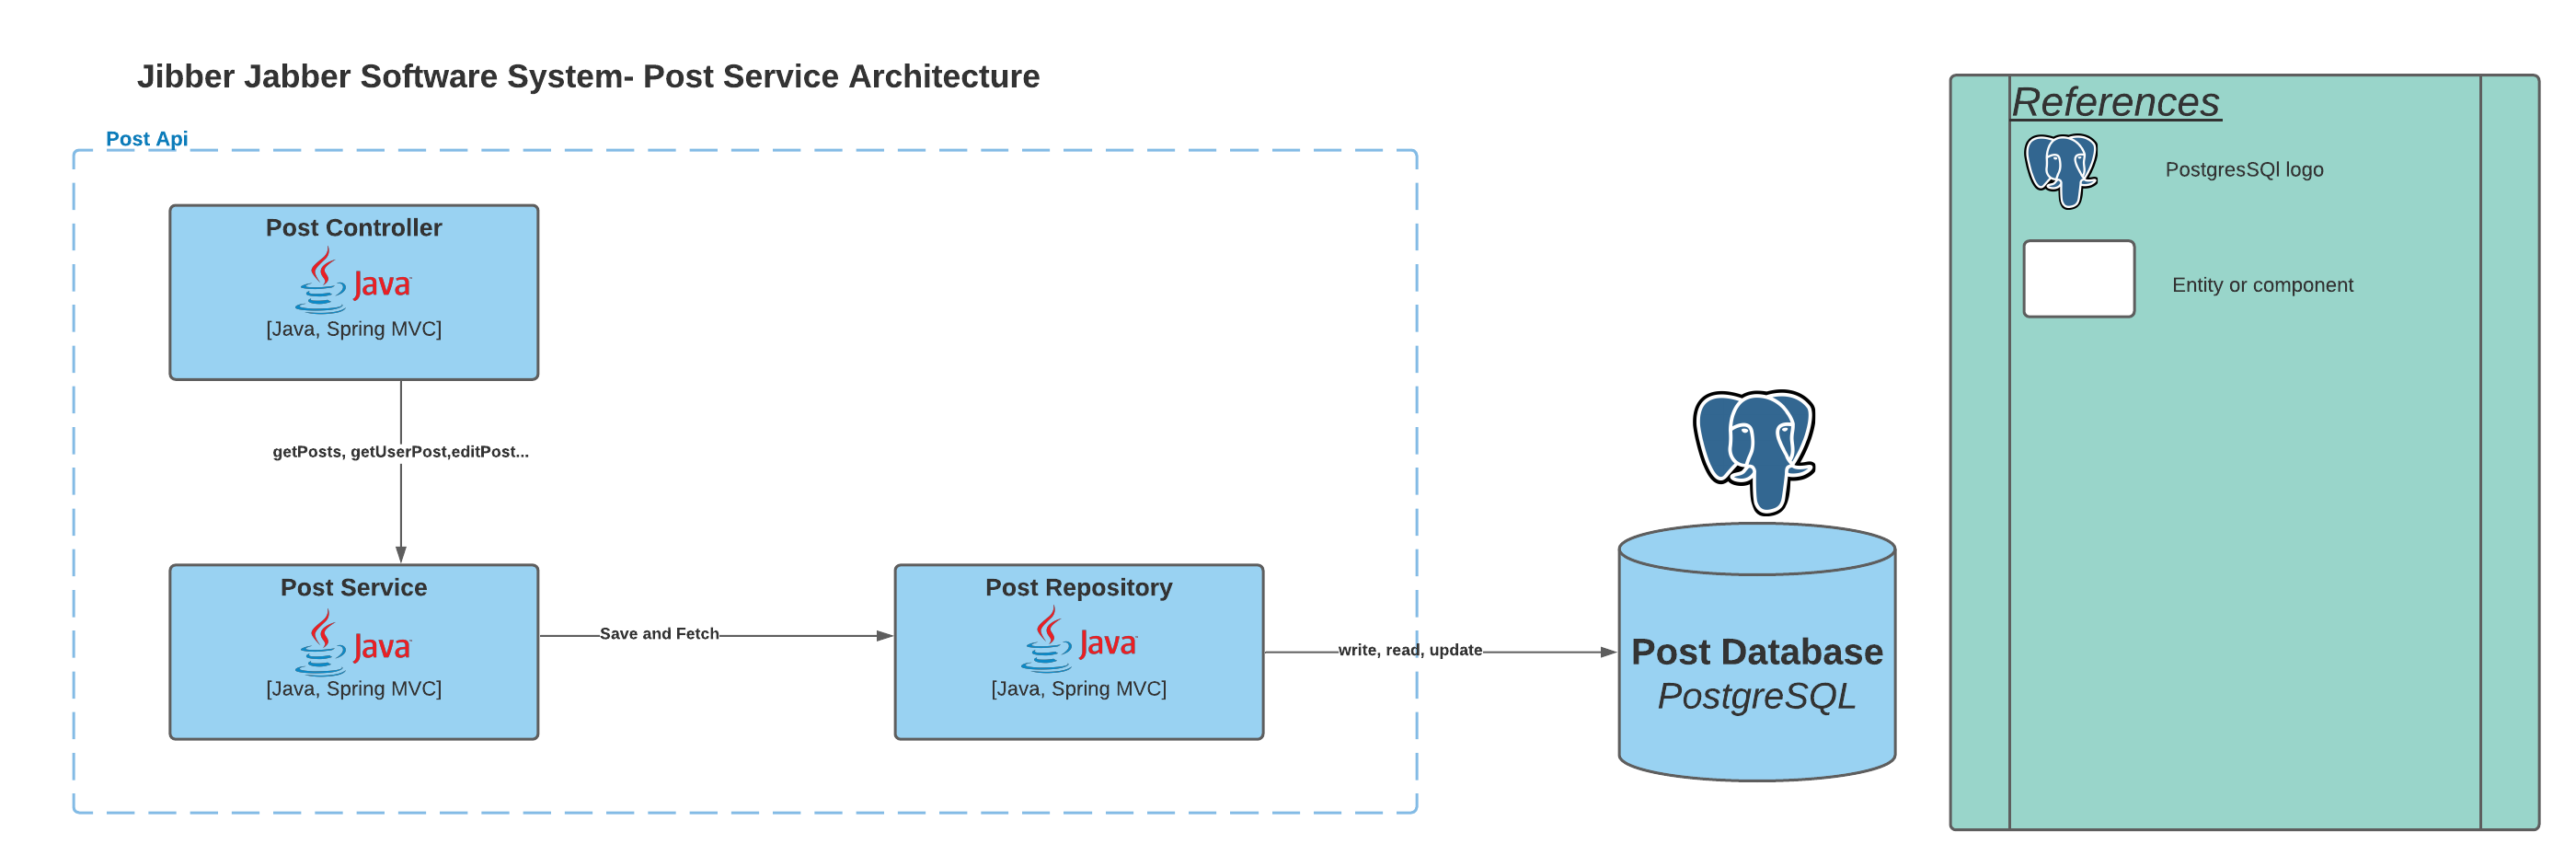 Jibber Jabber Software System- Post Service Architecture
Post Api
Post Controller
Java
[Java, Spring MVC]
getPosts, getUserPost,editPost...
Post Service
Java
[Java, Spring MVC]
Save and Fetch
Post Repository
Java
[Java, Spring MVC]
write, read, update
Post Database
PostgreSQL
References
PostgresSQl logo
Entity or component